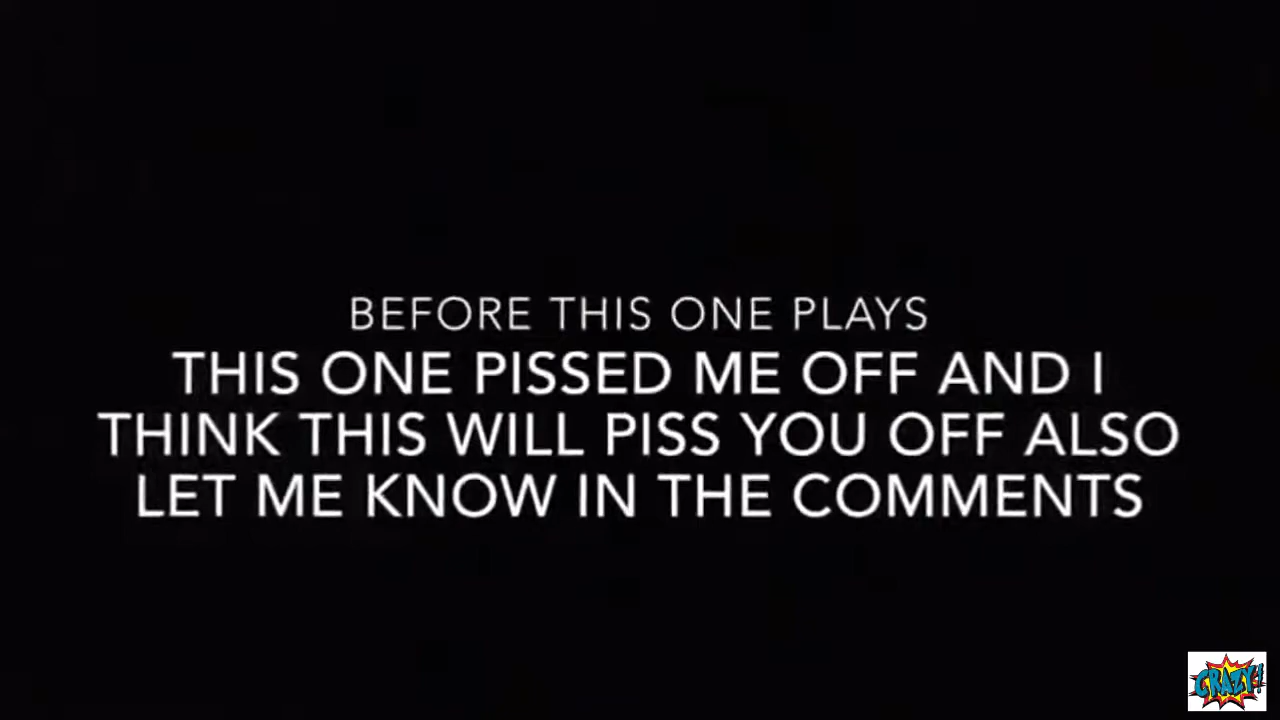 BEFORE THIS ONE PLAYS
THIS ONE PISSED ME OFF AND I
THINK THIS WILL PISS YOU OFF ALSO
LET ME KNOW IN THE COMMENTS
CRAZY!